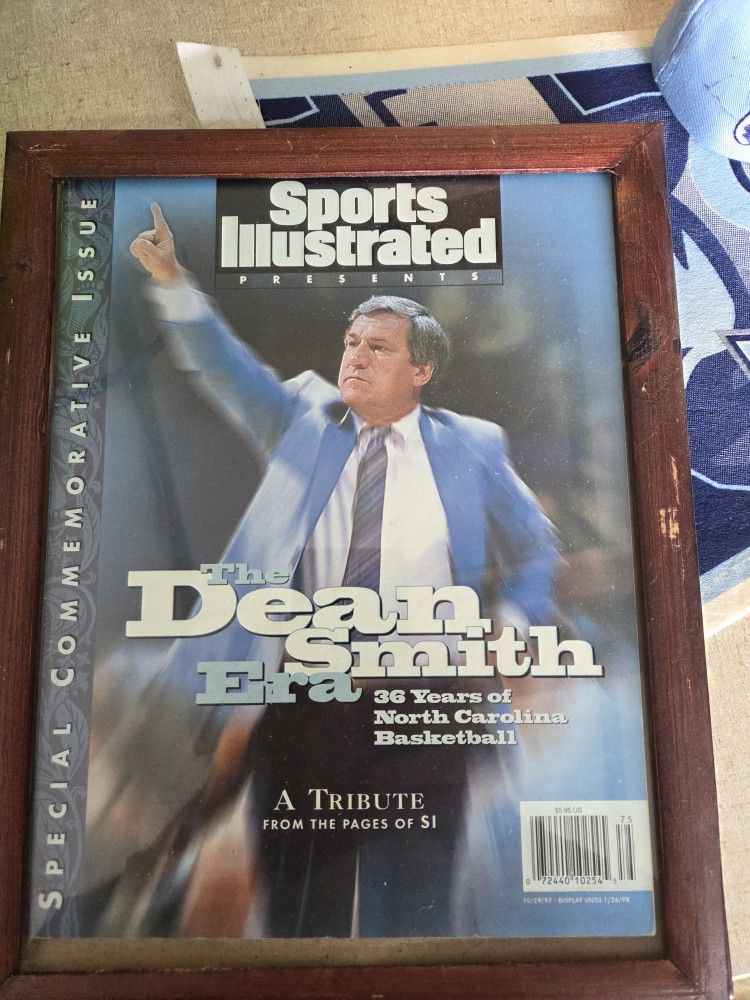 SPECIAL COMMEMORATIVE ISSUE
Sports
Illustrated
PRESENTS
The
Dean
Smith
Era
36 Years of
North Carolina
Basketball
A TRIBUTE
FROM THE PAGES OF SI
$5.95 US
75
0 72440 10254 5
10/29/97 • DISPLAY UNTIL 1/26/98